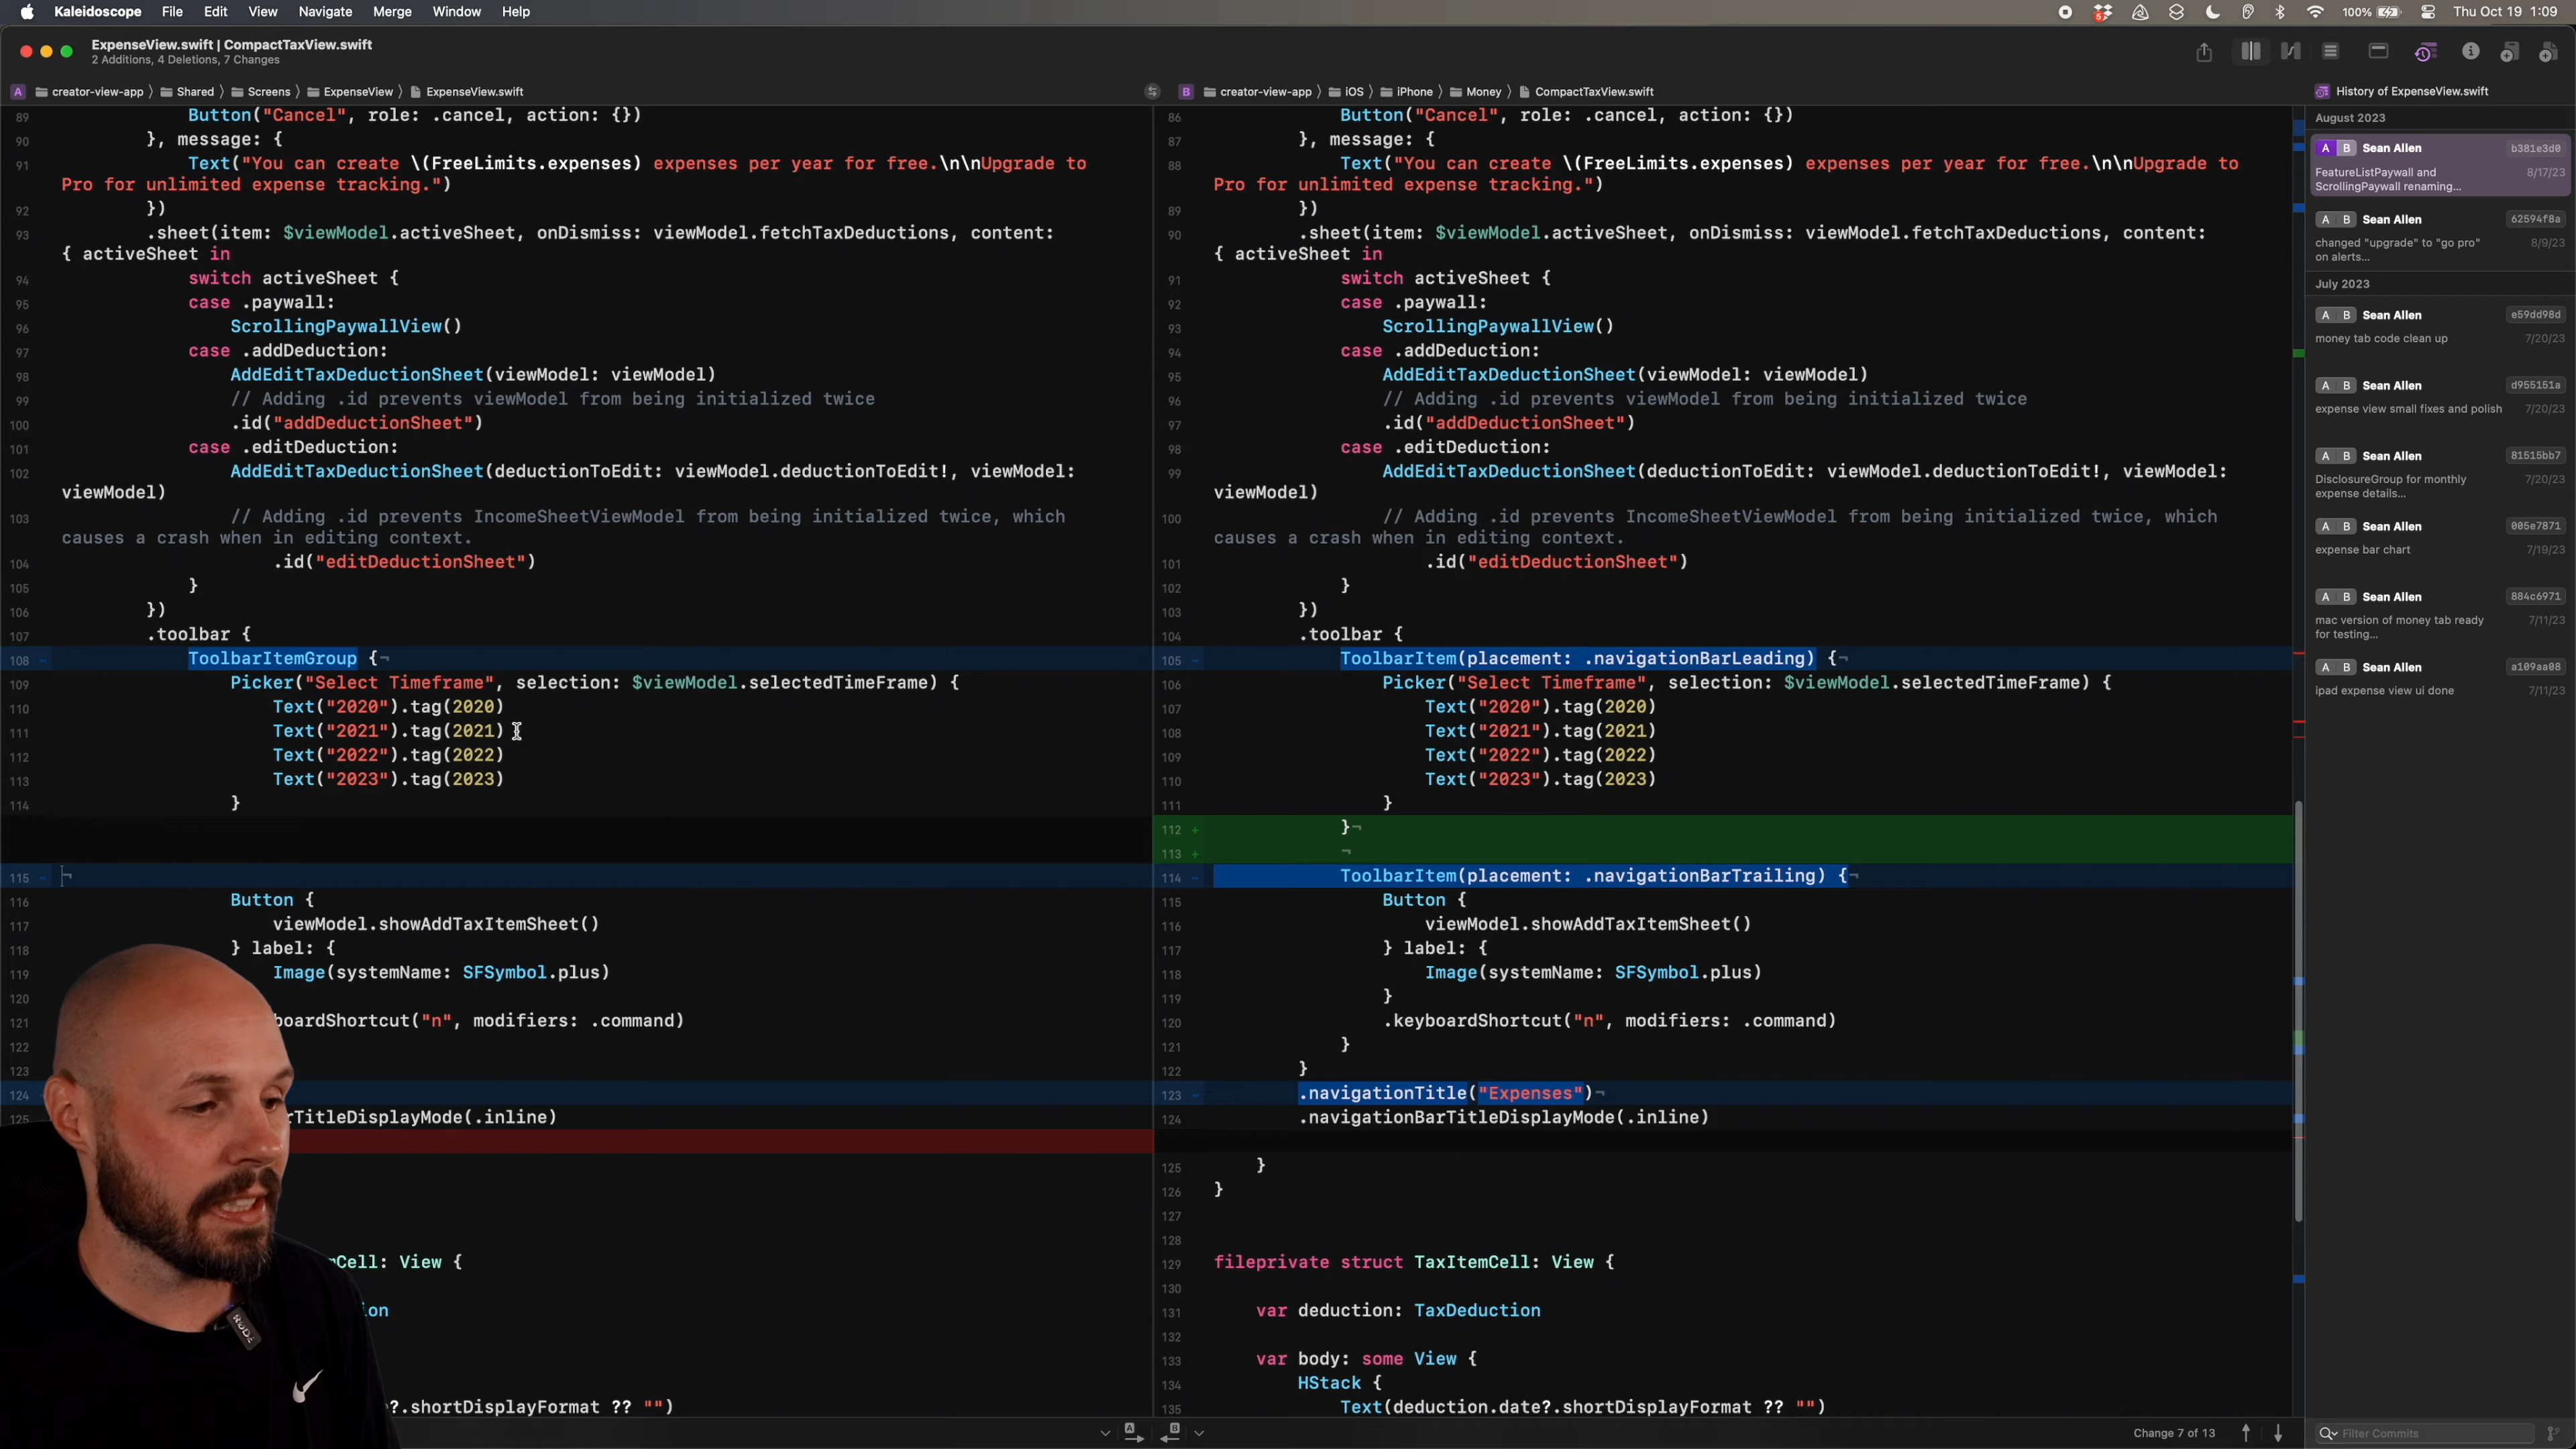 Kaleidoscope File Edit View Navigate Merge Window Help
100% Thu Oct 19 1:09
ExpenseView.swift | CompactTaxView.swift
2 Additions, 4 Deletions, 7 Changes
A creator-view-app 〉 Shared 〉 Screens 〉 ExpenseView 〉 ExpenseView.swift
89 Button("Cancel", role: .cancel, action: {})
90 }, message: {
91 Text("You can create \(FreeLimits.expenses) expenses per year for free.\n\nUpgrade to
Pro for unlimited expense tracking.")
92 })
93 .sheet(item: $viewModel.activeSheet, onDismiss: viewModel.fetchTaxDeductions, content:
{ activeSheet in
94 switch activeSheet {
95 case .paywall:
96 ScrollingPaywallView()
97 case .addDeduction:
98 AddEditTaxDeductionSheet(viewModel: viewModel)
99 // Adding .id prevents viewModel from being initialized twice
100 .id("addDeductionSheet")
101 case .editDeduction:
102 AddEditTaxDeductionSheet(deductionToEdit: viewModel.deductionToEdit!, viewModel:
viewModel)
103 // Adding .id prevents IncomeSheetViewModel from being initialized twice, which
causes a crash when in editing context.
104 .id("editDeductionSheet")
105 }
106 })
107 .toolbar {
108 - ToolbarItemGroup {¬
109 Picker("Select Timeframe", selection: $viewModel.selectedTimeFrame) {
110 Text("2020").tag(2020)
111 Text("2021").tag(2021)
112 Text("2022").tag(2022)
113 Text("2023").tag(2023)
114 }
115 - ¬
116 Button {
117 viewModel.showAddTaxItemSheet()
118 } label: {
119 Image(systemName: SFSymbol.plus)
120
121 boardShortcut("n", modifiers: .command)
122
123
124 -
125 rTitleDisplayMode(.inline)
mCell: View {
ion
?.shortDisplayFormat ?? "")
B creator-view-app 〉 iOS 〉 iPhone 〉 Money 〉 CompactTaxView.swift
86 Button("Cancel", role: .cancel, action: {})
87 }, message: {
88 Text("You can create \(FreeLimits.expenses) expenses per year for free.\n\nUpgrade to
Pro for unlimited expense tracking.")
89 })
90 .sheet(item: $viewModel.activeSheet, onDismiss: viewModel.fetchTaxDeductions, content:
{ activeSheet in
91 switch activeSheet {
92 case .paywall:
93 ScrollingPaywallView()
94 case .addDeduction:
95 AddEditTaxDeductionSheet(viewModel: viewModel)
96 // Adding .id prevents viewModel from being initialized twice
97 .id("addDeductionSheet")
98 case .editDeduction:
99 AddEditTaxDeductionSheet(deductionToEdit: viewModel.deductionToEdit!, viewModel:
viewModel)
100 // Adding .id prevents IncomeSheetViewModel from being initialized twice, which
causes a crash when in editing context.
101 .id("editDeductionSheet")
102 }
103 })
104 .toolbar {
105 - ToolbarItem(placement: .navigationBarLeading) {¬
106 Picker("Select Timeframe", selection: $viewModel.selectedTimeFrame) {
107 Text("2020").tag(2020)
108 Text("2021").tag(2021)
109 Text("2022").tag(2022)
110 Text("2023").tag(2023)
111 }
112 + }¬
113 + ¬
114 - ToolbarItem(placement: .navigationBarTrailing) {¬
115 Button {
116 viewModel.showAddTaxItemSheet()
117 } label: {
118 Image(systemName: SFSymbol.plus)
119 }
120 .keyboardShortcut("n", modifiers: .command)
121 }
122 }
123 - .navigationTitle("Expenses")¬
124 .navigationBarTitleDisplayMode(.inline)
125 }
126 }
127
128
129 fileprivate struct TaxItemCell: View {
130
131 var deduction: TaxDeduction
132
133 var body: some View {
134 HStack {
135 Text(deduction.date?.shortDisplayFormat ?? "")
History of ExpenseView.swift
August 2023
A B Sean Allen b381e3d0
FeatureListPaywall and 8/17/23
ScrollingPaywall renaming...
A B Sean Allen 62594f8a
changed "upgrade" to "go pro" 8/9/23
on alerts...
July 2023
A B Sean Allen e59dd98d
money tab code clean up 7/20/23
A B Sean Allen d955151a
expense view small fixes and polish 7/20/23
A B Sean Allen 81515bb7
DisclosureGroup for monthly 7/20/23
expense details...
A B Sean Allen 005e7871
expense bar chart 7/19/23
A B Sean Allen 884c6971
mac version of money tab ready 7/11/23
for testing...
A B Sean Allen a109aa08
ipad expense view ui done 7/11/23
A B
Change 7 of 13
Filter Commits
RØDE